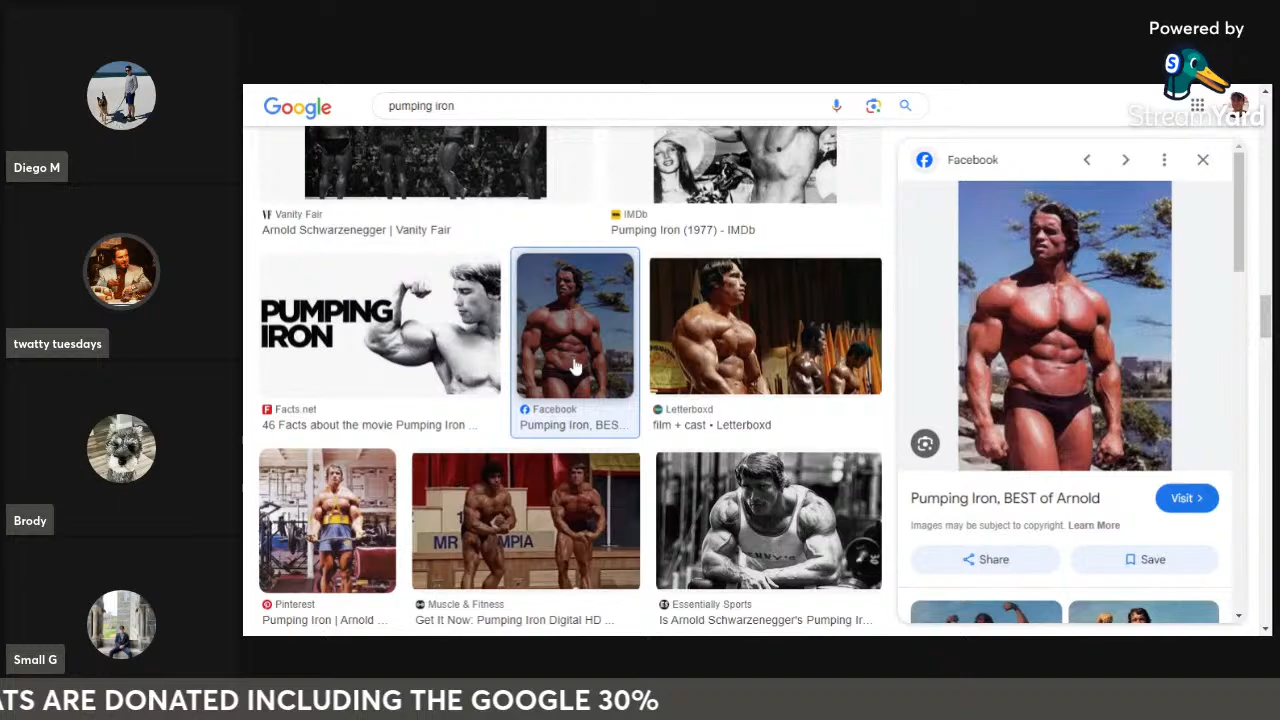 Powered by
S
StreamYard
Google
pumping iron
Diego M
twatty tuesdays
Brody
Small G
Facebook
Vanity Fair
Arnold Schwarzenegger | Vanity Fair
IMDb
Pumping Iron (1977) - IMDb
PUMPING
IRON
Facts.net
46 Facts about the movie Pumping Iron ...
Facebook
Pumping Iron, BES...
Letterboxd
film + cast • Letterboxd
MR
MPIA
Pinterest
Pumping Iron | Arnold ...
Muscle & Fitness
Get It Now: Pumping Iron Digital HD ...
Essentially Sports
Is Arnold Schwarzenegger's Pumping Ir...
Pumping Iron, BEST of Arnold
Visit
Images may be subject to copyright. Learn More
Share
Save
ATS ARE DONATED INCLUDING THE GOOGLE 30%